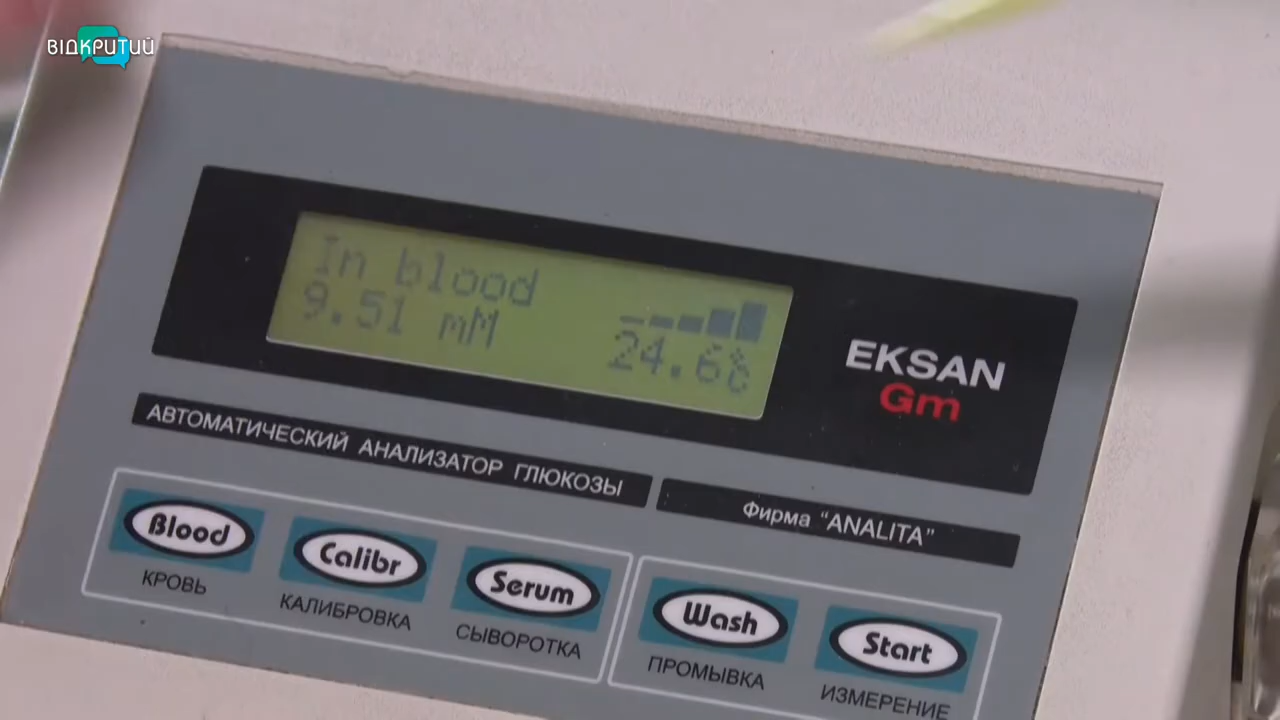 ВІДКРИТИЙ
In blood
9.51 mM
24.6°C
EKSAN
Gm
АВТОМАТИЧЕСКИЙ АНАЛИЗАТОР ГЛЮКОЗЫ
Фирма "ANALITA"
Blood
Calibr
Serum
Wash
Start
КРОВЬ
КАЛИБРОВКА
СЫВОРОТКА
ПРОМЫВКА
ИЗМЕРЕНИЕ